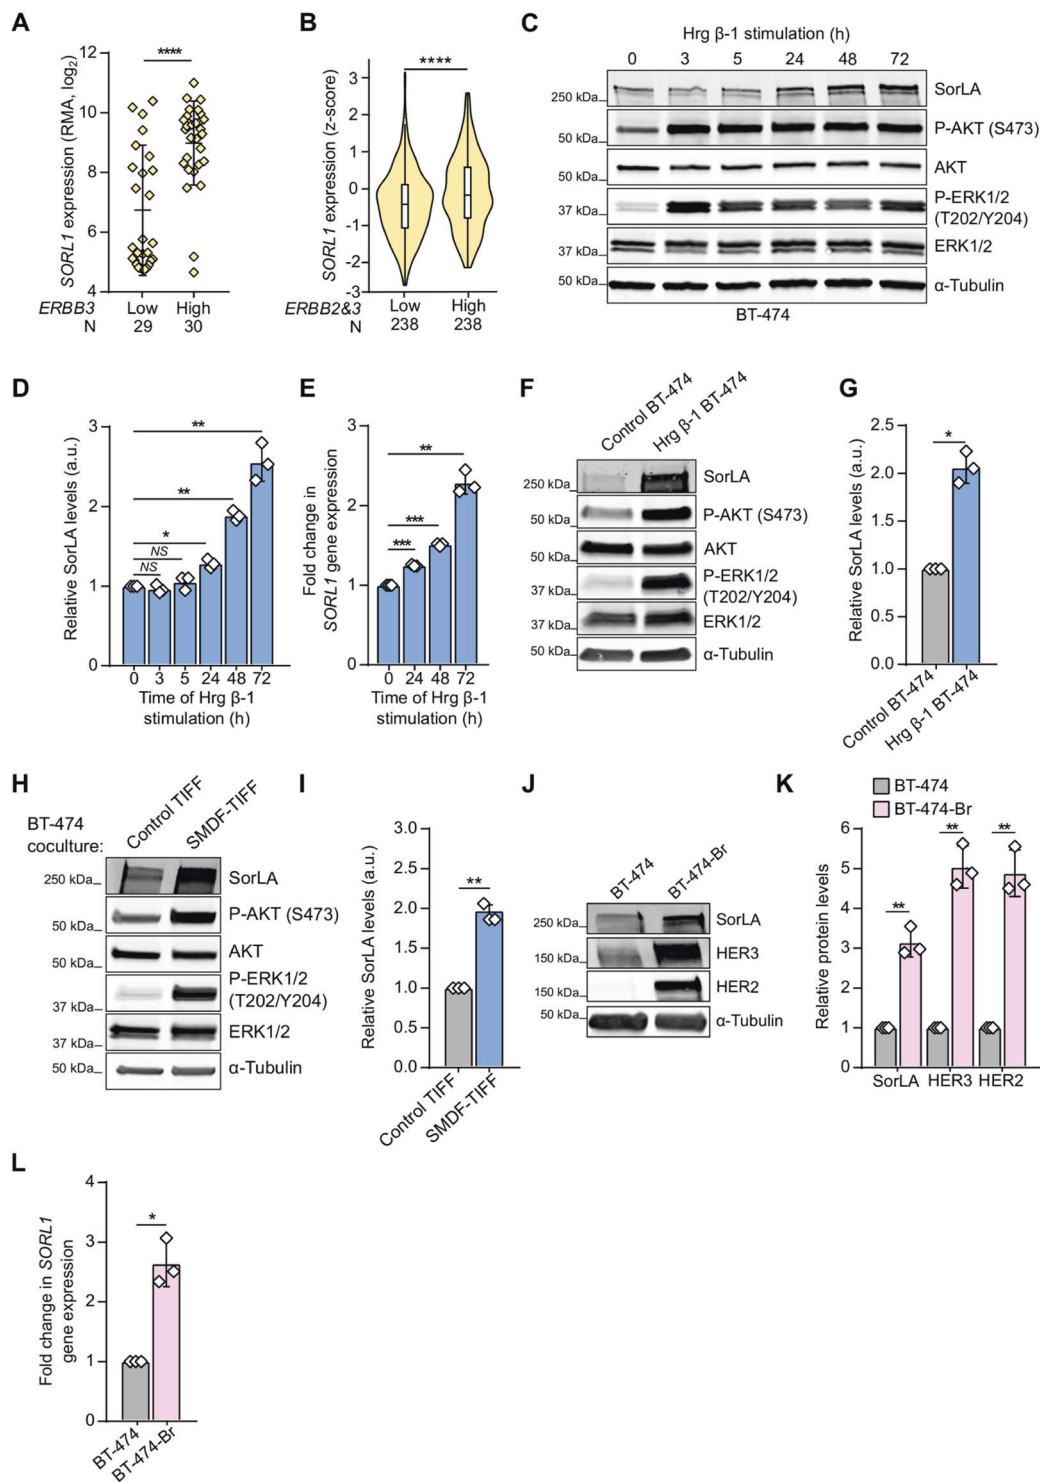 A
****
SORL1 expression (RMA, log2)
12
10
8
6
4
ERBB3 Low High
N 29 30
B
****
SORL1 expression (z-score)
3
2
1
0
-1
-2
-3
ERBB2&3 Low High
N 238 238
C
Hrg β-1 stimulation (h)
0 3 5 24 48 72
250 kDa SorLA
50 kDa P-AKT (S473)
50 kDa AKT
37 kDa P-ERK1/2
(T202/Y204)
37 kDa ERK1/2
50 kDa α-Tubulin
BT-474
D
Relative SorLA levels (a.u.)
3
2
1
0
**
**
*
NS
NS
0 3 5 24 48 72
Time of Hrg β-1
stimulation (h)
E
Fold change in
SORL1 gene expression
3
2
1
0
**
***
***
0 24 48 72
Time of Hrg β-1
stimulation (h)
F
Control BT-474
Hrg β-1 BT-474
250 kDa SorLA
50 kDa P-AKT (S473)
50 kDa AKT
37 kDa P-ERK1/2
(T202/Y204)
37 kDa ERK1/2
50 kDa α-Tubulin
G
Relative SorLA levels (a.u.)
2.5
2.0
1.5
1.0
0.5
0.0
*
Control BT-474
Hrg β-1 BT-474
H
BT-474
coculture:
Control TIFF
SMDF-TIFF
250 kDa SorLA
50 kDa P-AKT (S473)
50 kDa AKT
37 kDa P-ERK1/2
(T202/Y204)
37 kDa ERK1/2
50 kDa α-Tubulin
I
Relative SorLA levels (a.u.)
3.0
2.5
2.0
1.5
1.0
0.5
0.0
**
Control TIFF
SMDF-TIFF
J
BT-474
BT-474-Br
250 kDa SorLA
150 kDa HER3
150 kDa HER2
50 kDa α-Tubulin
K
BT-474
BT-474-Br
Relative protein levels
6
5
4
3
2
1
0
**
**
**
SorLA HER3 HER2
L
Fold change in SORL1
gene expression
4
3
2
1
0
*
BT-474
BT-474-Br